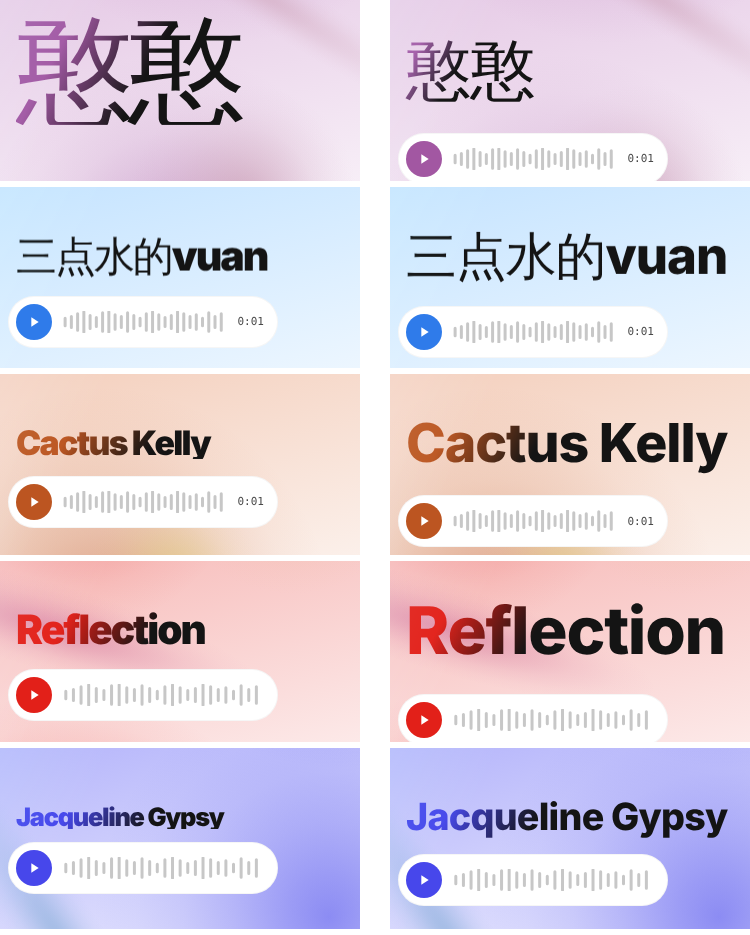 憨憨
憨憨
0:01
三点水的vuan
0:01
三点水的vuan
0:01
Cactus Kelly
0:01
Cactus Kelly
0:01
Reflection
Reflection
Jacqueline Gypsy
Jacqueline Gypsy